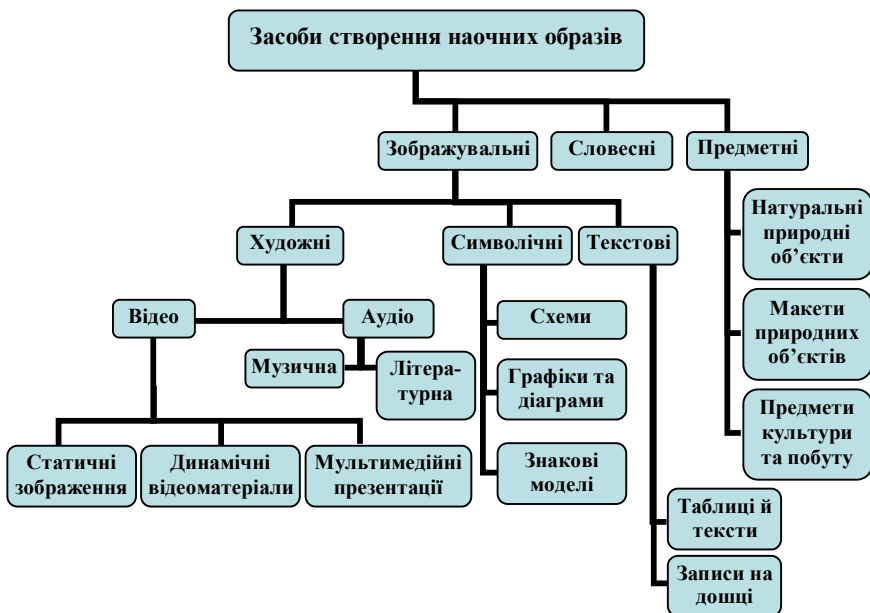 Засоби створення наочних образів
Зображувальні
Словесні
Предметні
Натуральні
природні
об’єкти
Художні
Символічні
Текстові
Відео
Аудіо
Схеми
Макети
природних
об’єктів
Музична
Літера-
турна
Графіки та
діаграми
Предмети
культури
та побуту
Статичні
зображення
Динамічні
відеоматеріали
Мультимедійні
презентації
Знакові
моделі
Таблиці й
тексти
Записи на
дошці